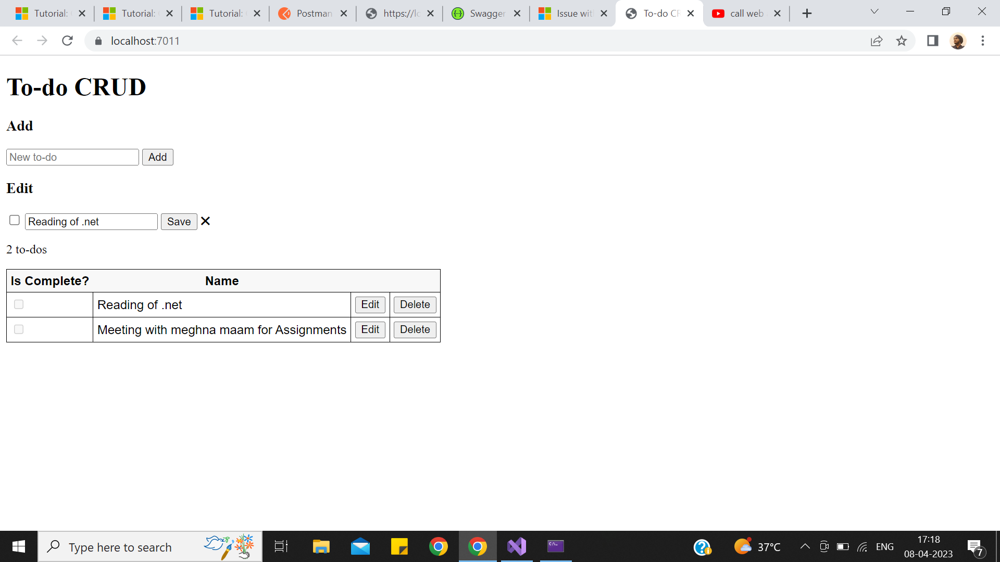 Tutorial: Tutorial: Tutorial: Postman https://lo Swagger Issue wit To-do CR call web
localhost:7011
To-do CRUD
Add
New to-do Add
Edit
Reading of .net Save
2 to-dos
Is Complete? Name
Reading of .net Edit Delete
Meeting with meghna maam for Assignments Edit Delete
Type here to search 37°C ENG 17:18
08-04-2023 7